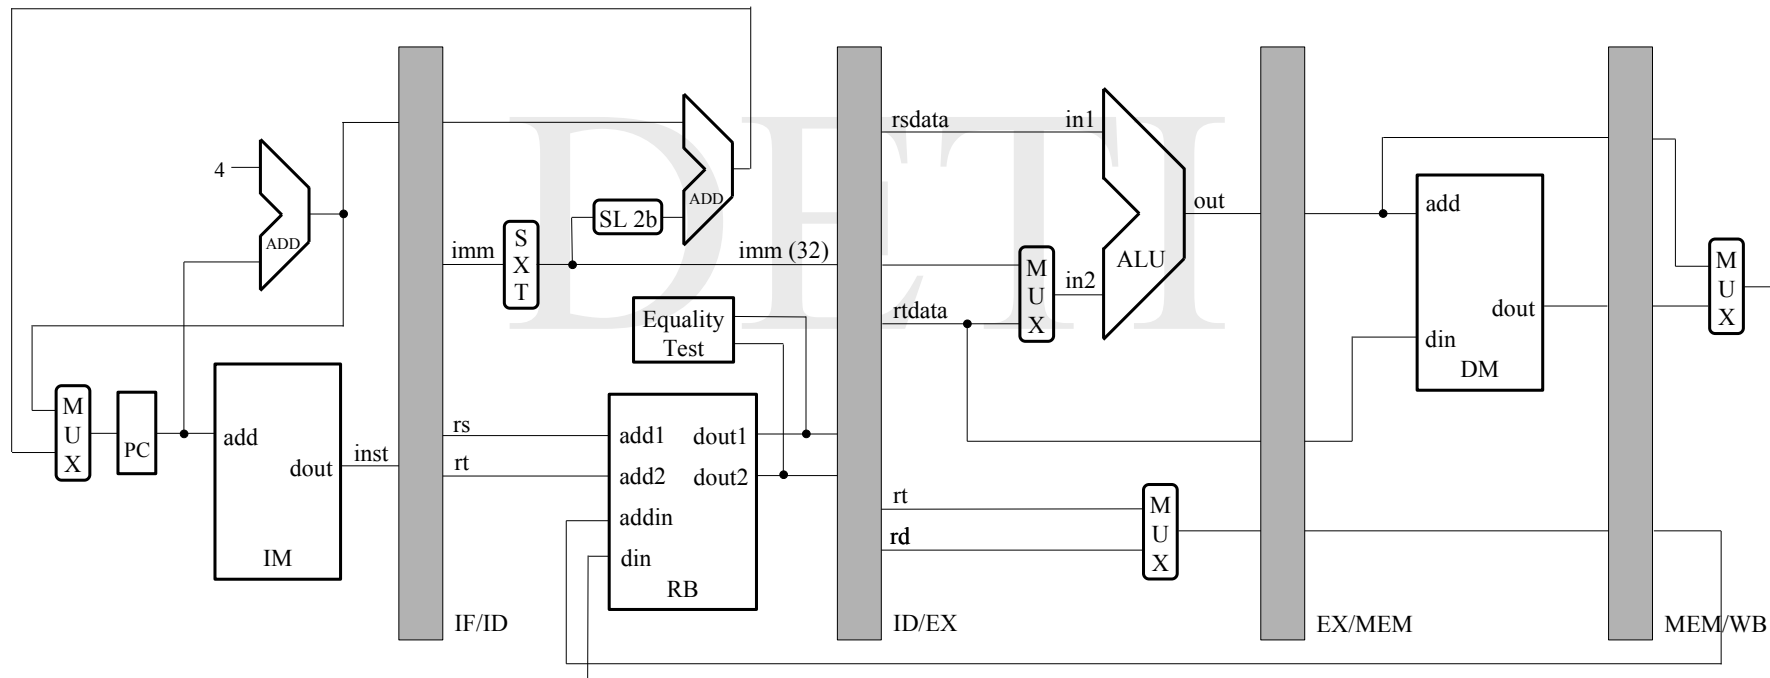 DETI
4
ADD
MUX
PC
add
dout
inst
IM
IF/ID
imm
SXT
SL 2b
ADD
imm (32)
Equality
Test
rs
rt
add1
add2
addin
din
dout1
dout2
RB
ID/EX
rsdata
in1
rtdata
MUX
in2
ALU
out
rt
rd
MUX
EX/MEM
add
dout
din
DM
MUX
MEM/WB